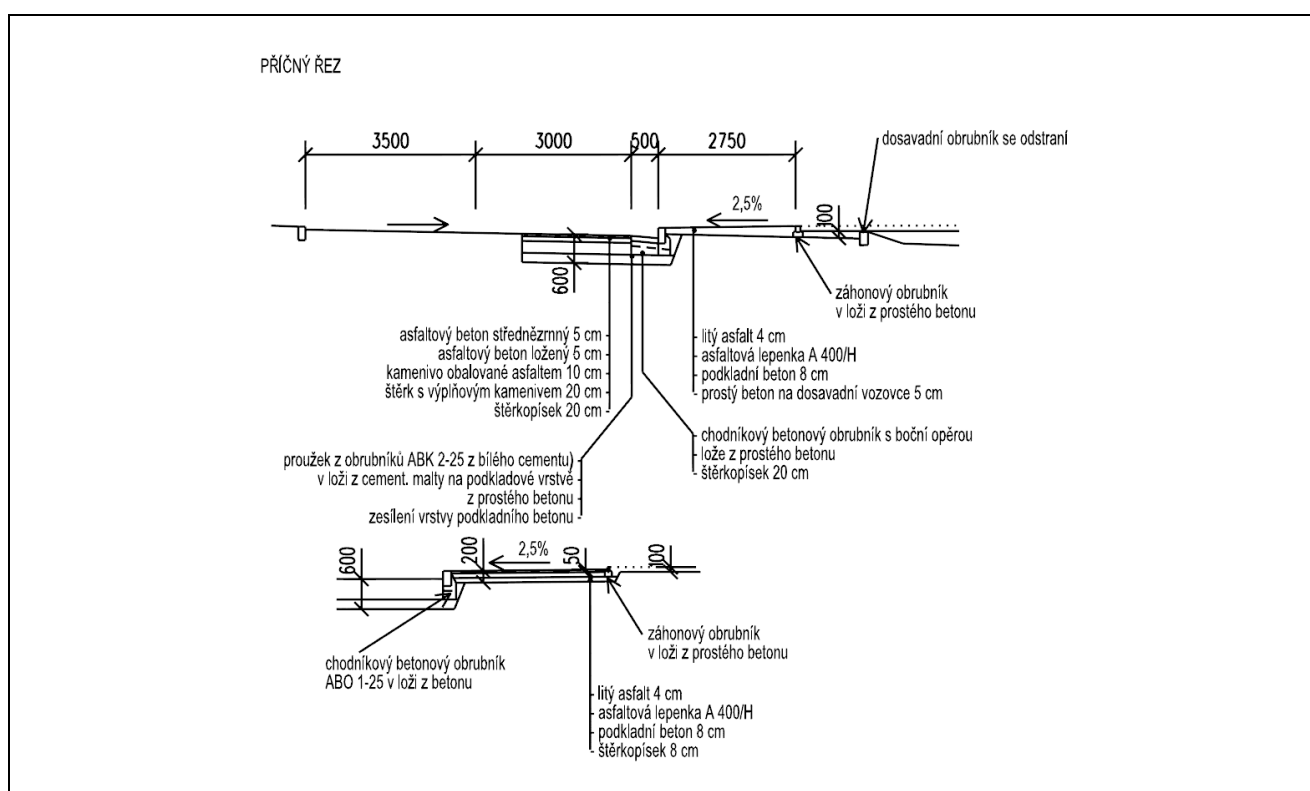 PŘÍČNÝ ŘEZ
3500
3000
500
2750
dosavadní obrubník se odstraní
2,5%
100
600
záhonový obrubník
v loži z prostého betonu
asfaltový beton střednězrnný 5 cm
asfaltový beton ložený 5 cm
kamenivo obalované asfaltem 10 cm
štěrk s výplňovým kamenivem 20 cm
štěrkopísek 20 cm
litý asfalt 4 cm
asfaltová lepenka A 400/H
podkladní beton 8 cm
prostý beton na dosavadní vozovce 5 cm
chodníkový betonový obrubník s boční opěrou
lože z prostého betonu
štěrkopísek 20 cm
proužek z obrubníků ABK 2-25 z bílého cementu)
v loži z cement. malty na podkladové vrstvě
z prostého betonu
zesílení vrstvy podkladního betonu
600
200
2,5%
50
100
záhonový obrubník
v loži z prostého betonu
chodníkový betonový obrubník
ABO 1-25 v loži z betonu
litý asfalt 4 cm
asfaltová lepenka A 400/H
podkladní beton 8 cm
štěrkopísek 8 cm